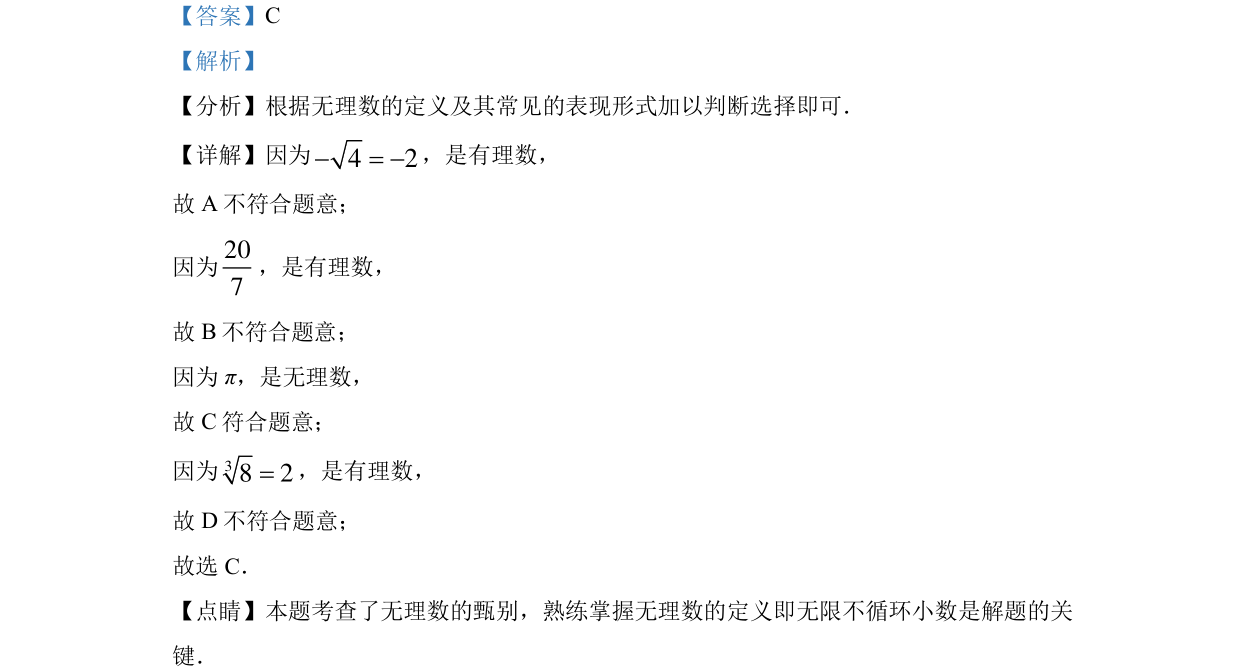 【答案】C
【解析】
【分析】根据无理数的定义及其常见的表现形式加以判断选择即可．
【详解】因为$-\sqrt{4}=-2$，是有理数，
故 A 不符合题意；
因为$\frac{20}{7}$，是有理数，
故 B 不符合题意；
因为 π，是无理数，
故 C 符合题意；
因为$\sqrt[3]{8}=2$，是有理数，
故 D 不符合题意；
故选 C．
【点睛】本题考查了无理数的甄别，熟练掌握无理数的定义即无限不循环小数是解题的关
键．